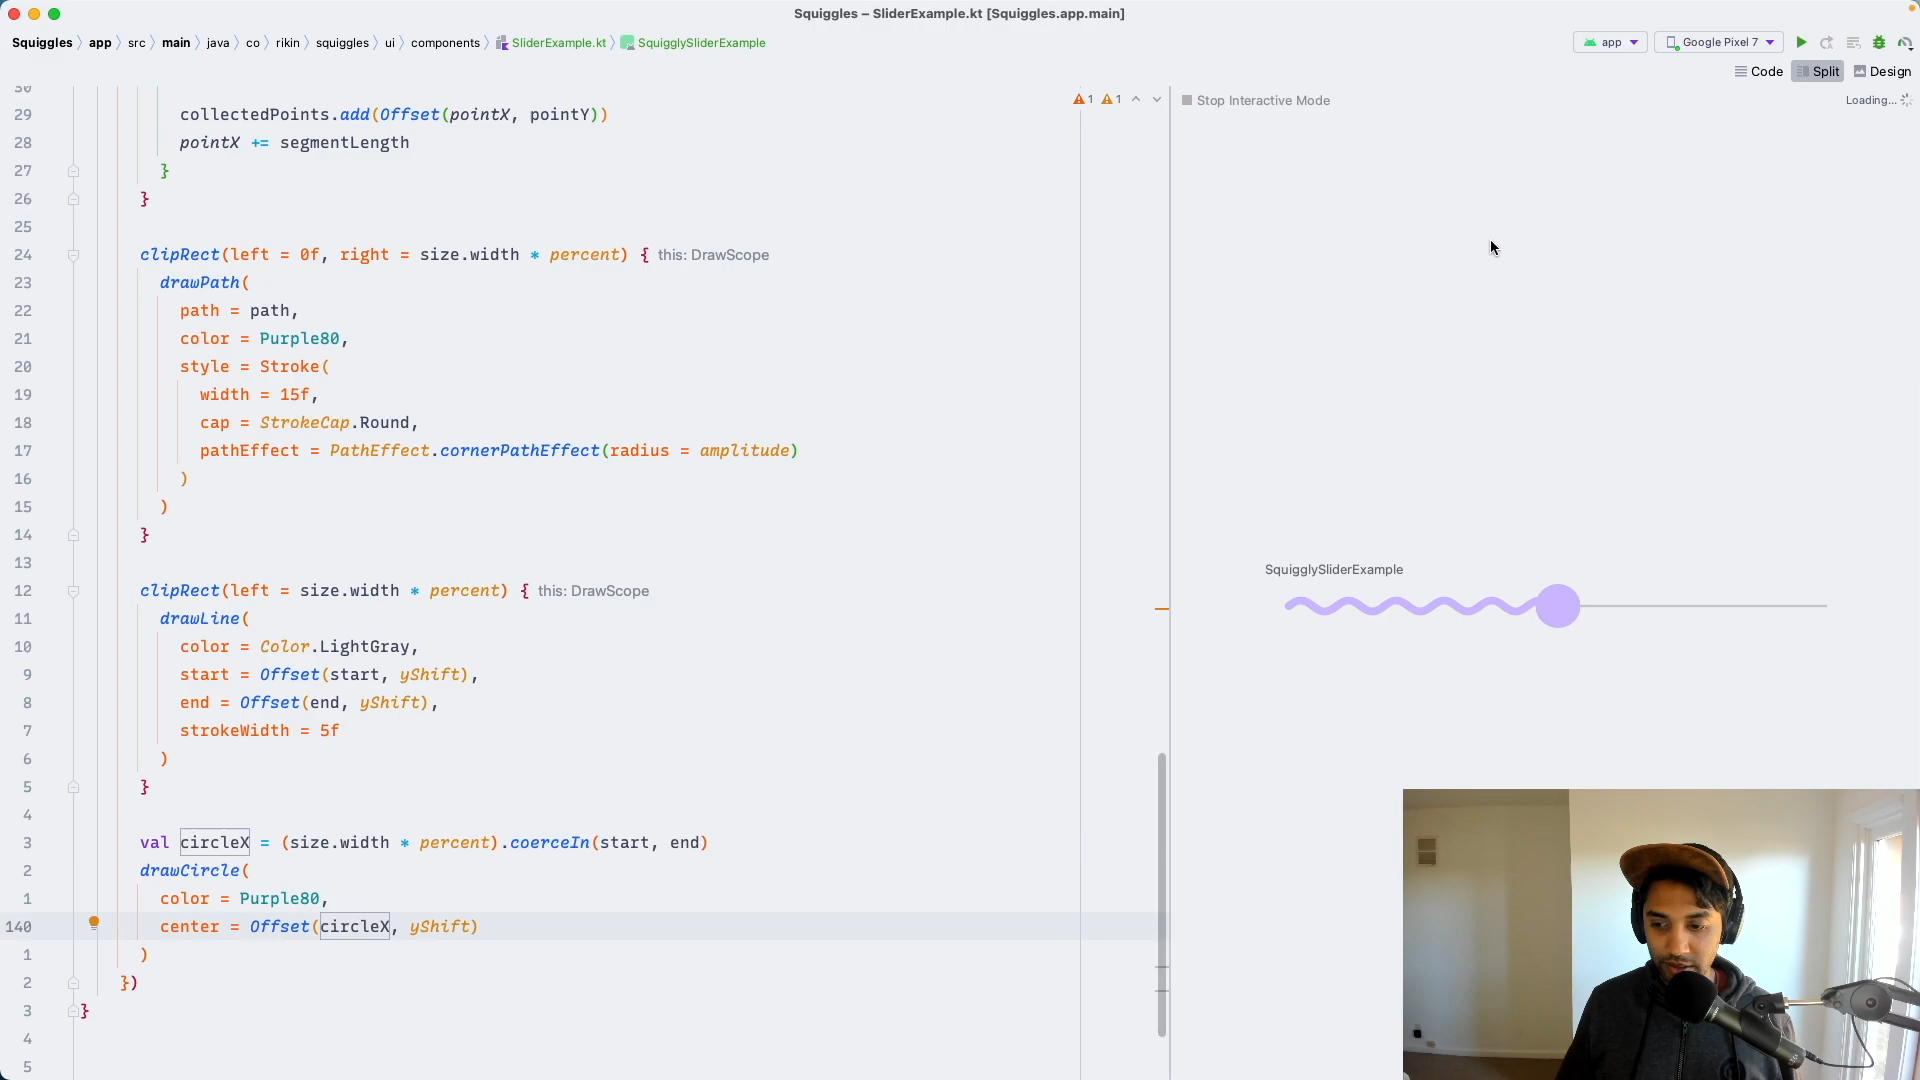 Squiggles – SliderExample.kt [Squiggles.app.main]
Squiggles app src main java co rikin squiggles ui components SliderExample.kt SquigglySliderExample
app Google Pixel 7
Code Split Design
1 1
Stop Interactive Mode
Loading...
30
29 collectedPoints.add(Offset(pointX, pointY))
28 pointX += segmentLength
27 }
26 }
25
24 clipRect(left = 0f, right = size.width * percent) { this: DrawScope
23 drawPath(
22 path = path,
21 color = Purple80,
20 style = Stroke(
19 width = 15f,
18 cap = StrokeCap.Round,
17 pathEffect = PathEffect.cornerPathEffect(radius = amplitude)
16 )
15 )
14 }
13
12 clipRect(left = size.width * percent) { this: DrawScope
11 drawLine(
10 color = Color.LightGray,
9 start = Offset(start, yShift),
8 end = Offset(end, yShift),
7 strokeWidth = 5f
6 )
5 }
4
3 val circleX = (size.width * percent).coerceIn(start, end)
2 drawCircle(
1 color = Purple80,
140 center = Offset(circleX, yShift)
1 )
2 })
3 }
4
5
SquigglySliderExample